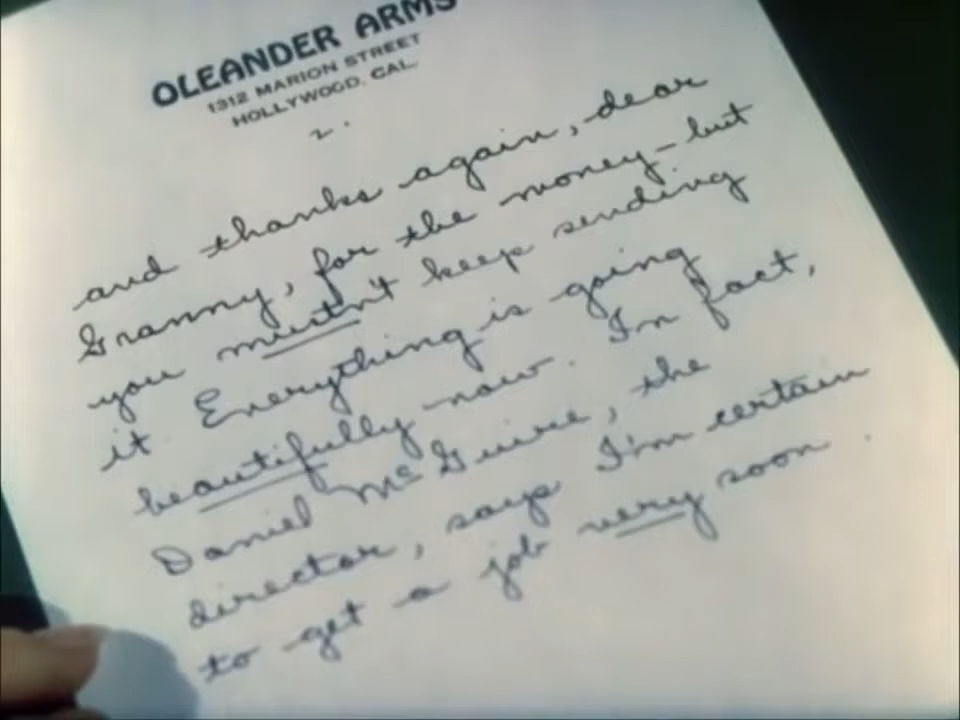 OLEANDER ARMS
1312 MARION STREET
HOLLYWOOD, CAL.
2.
and thanks again, dear
Granny, for the money - but
you mustn't keep sending
it Everything is going
beautifully now. In fact,
Daniel McGuire, the
director, says I'm certain
to get a job very soon.